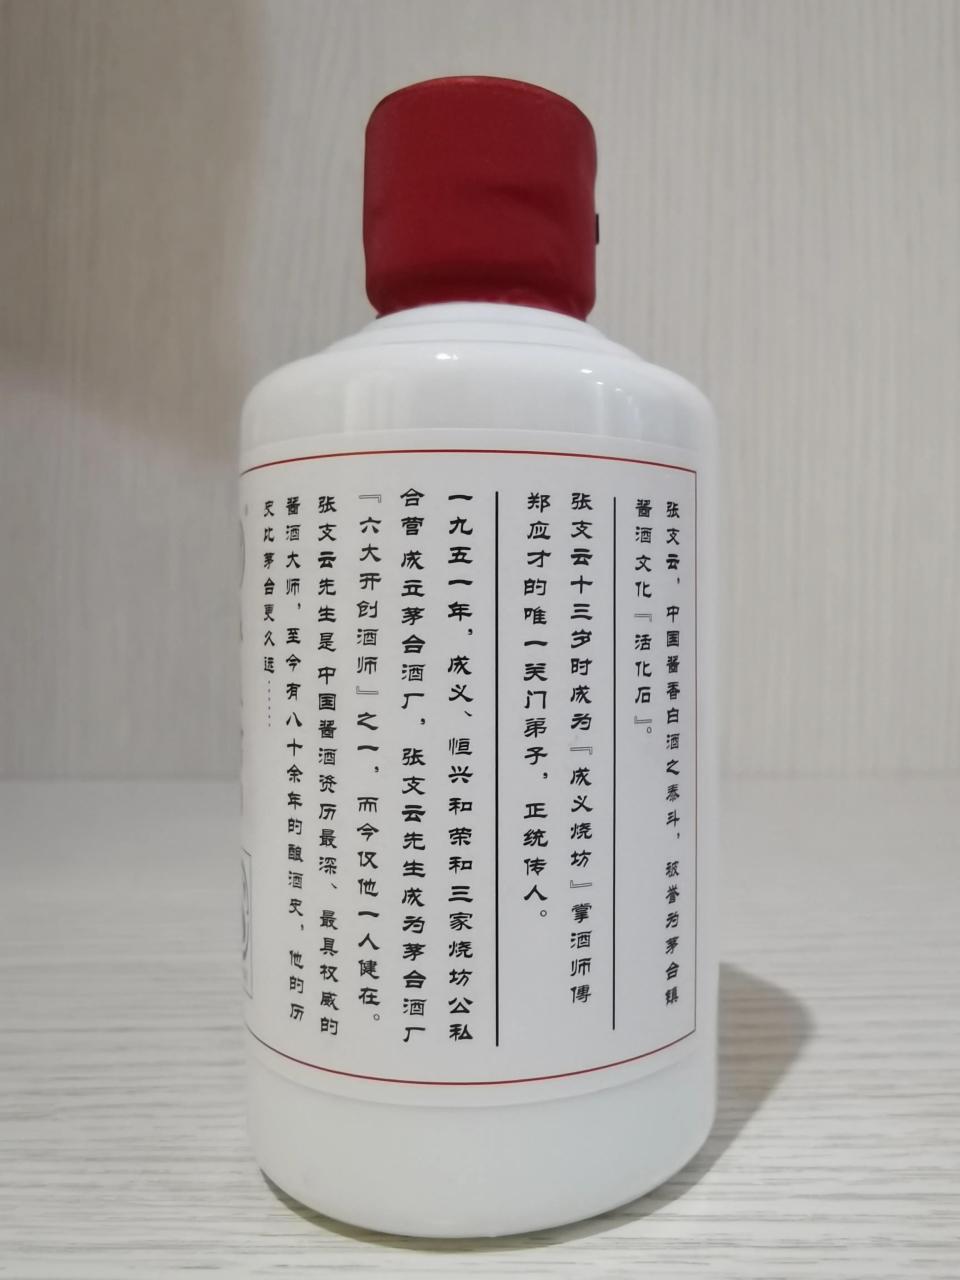 张支云，中国酱香白酒之泰斗，被誉为茅台镇
酱酒文化『活化石』。
张支云十三岁时成为『成义烧坊』掌酒师傅
郑应才的唯一关门弟子，正统传人。
一九五一年，成义、恒兴和荣和三家烧坊公私
合营成立茅台酒厂，张支云先生成为茅台酒厂
『六大开创酒师』之一，而今仅他一人健在。
张支云先生是中国酱酒资历最深、最具权威的
酱酒大师，至今有八十余年的酿酒史，他的历
史比茅台更久远······